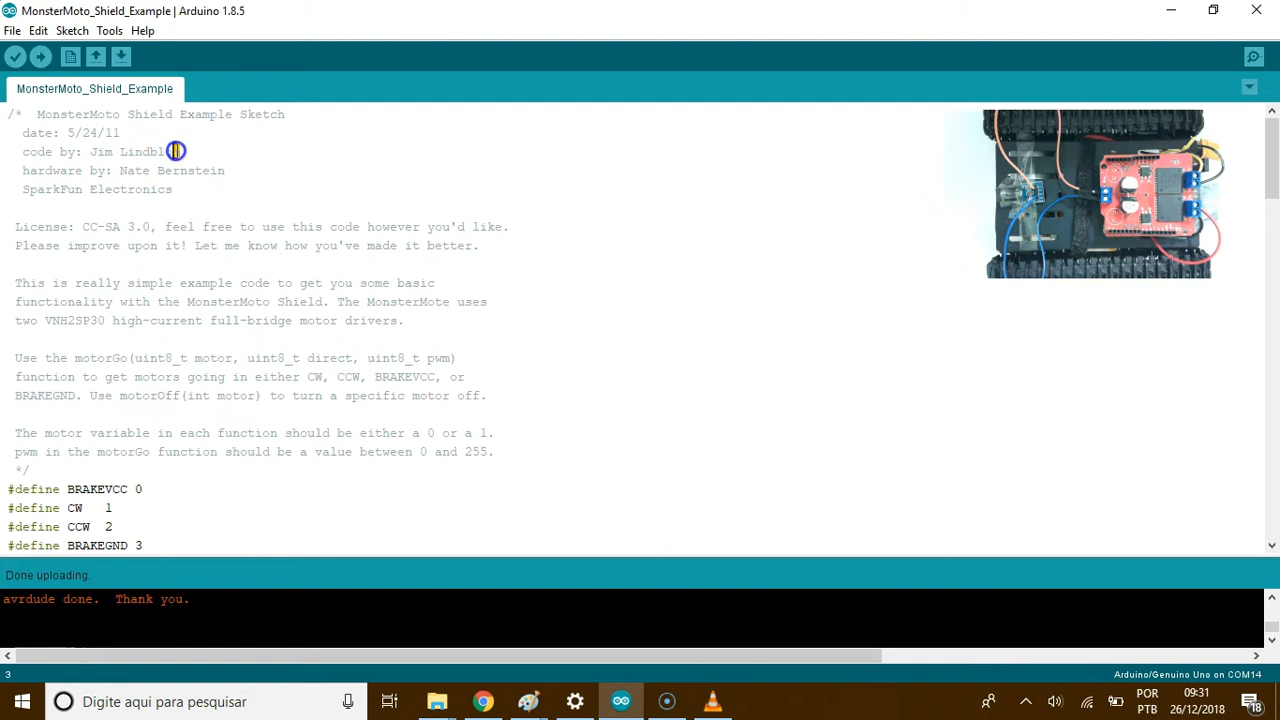 MonsterMoto_Shield_Example | Arduino 1.8.5
File Edit Sketch Tools Help
MonsterMoto_Shield_Example
/* MonsterMoto Shield Example Sketch
date: 5/24/11
code by: Jim
hardware by: Nate Bernstein
SparkFun Electronics
License: CC-SA 3.0, feel free to use this code however you'd like.
Please improve upon it! Let me know how you've made it better.
This is really simple example code to get you some basic
functionality with the MonsterMoto Shield. The MonsterMote uses
two VNH2SP30 high-current full-bridge motor drivers.
Use the motorGo(uint8_t motor, uint8_t direct, uint8_t pwm)
function to get motors going in either CW, CCW, BRAKEVCC, or
BRAKEGND. Use motorOff(int motor) to turn a specific motor off.
The motor variable in each function should be either a 0 or a 1.
pwm in the motorGo function should be a value between 0 and 255.
*/
#define BRAKEVCC 0
#define CW 1
#define CCW 2
#define BRAKEGND 3
Done uploading.
avrdude done. Thank you.
3
Arduino/Genuino Uno on COM14
Digite aqui para pesquisar
POR
PTB
09:31
26/12/2018
18